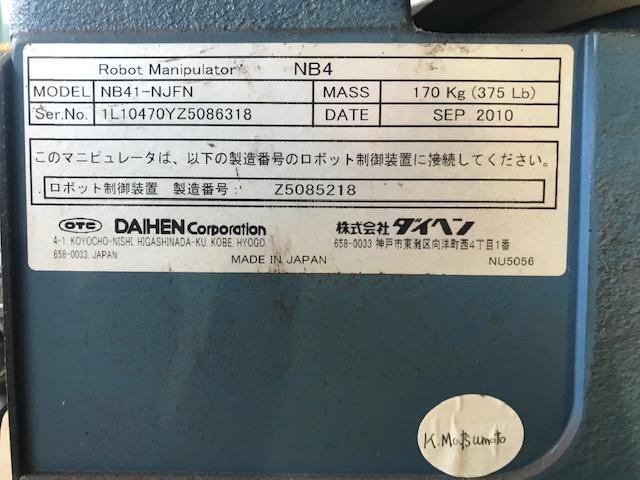 Robot Manipulator NB4
MODEL NB41-NJFN MASS 170 Kg (375 Lb)
Ser.No. 1L10470YZ5086318 DATE SEP 2010
このマニピュレータは、以下の製造番号のロボット制御装置に接続してください。
ロボット制御装置 製造番号: Z5085218
OTC DAIHEN Corporation 株式会社ダイヘン
4-1, KOYOCHO-NISHI, HIGASHINADA-KU, KOBE, HYOGO 658-0033 神戸市東灘区向洋町西4丁目1番
658-0033, JAPAN MADE IN JAPAN NU5056
K.Matsumoto